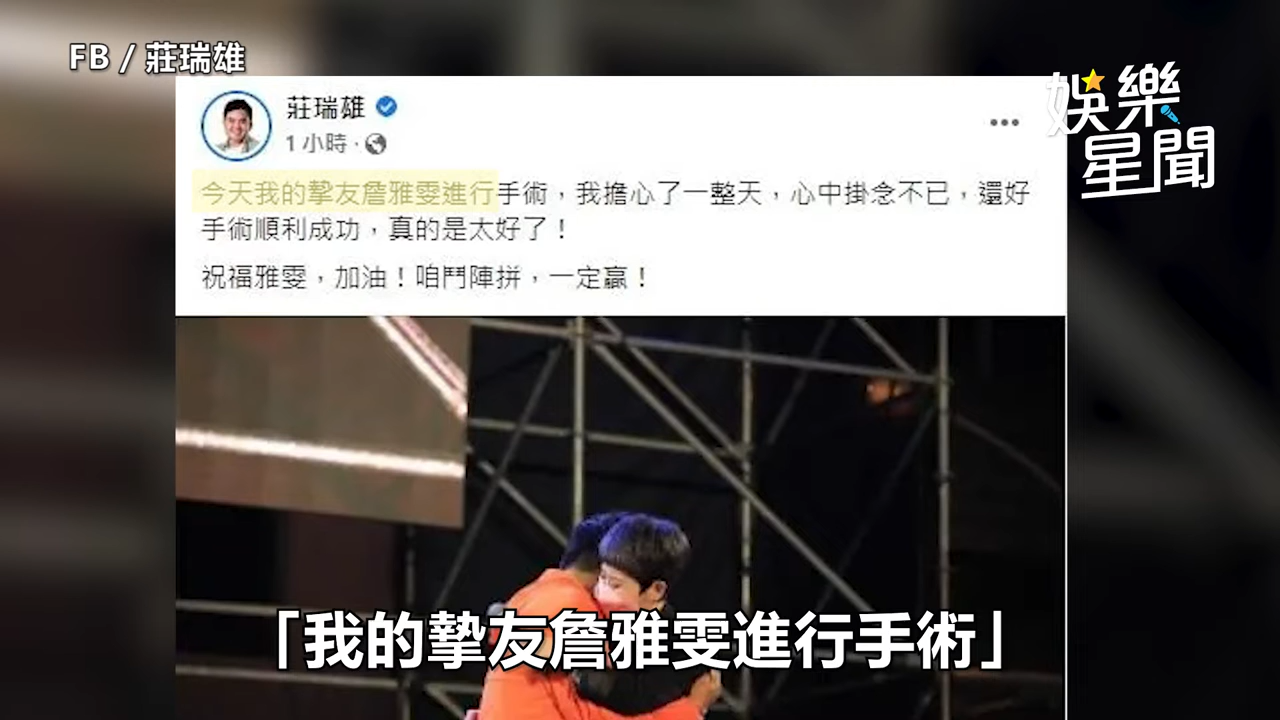 FB / 莊瑞雄
娛樂
星聞
莊瑞雄
1 小時 ·
今天我的摯友詹雅雯進行手術，我擔心了一整天，心中掛念不已，還好
手術順利成功，真的是太好了！
祝福雅雯，加油！咱鬥陣拼，一定贏！
「我的摯友詹雅雯進行手術」